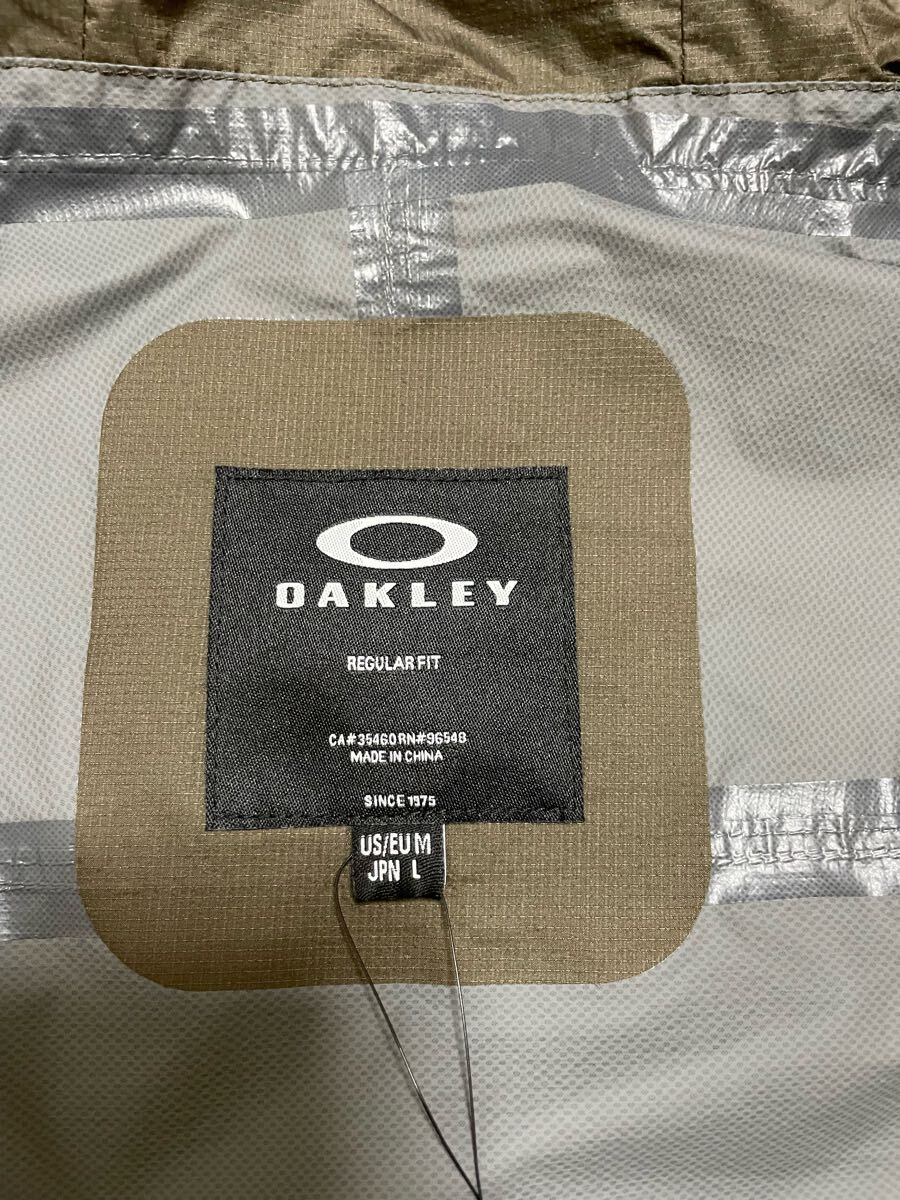 OAKLEY
REGULAR FIT
CA#35460 RN#96548
MADE IN CHINA
SINCE 1975
US/EU M
JPN L